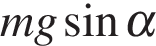 mg sin α